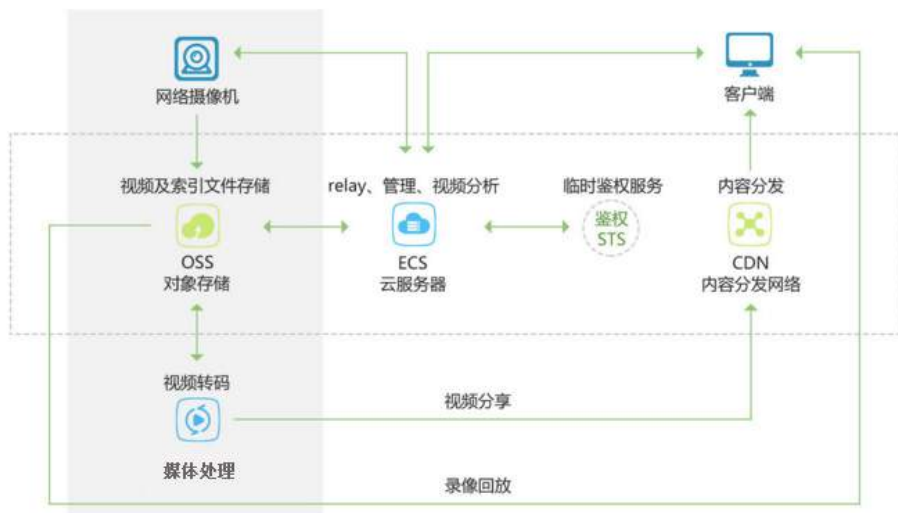 网络摄像机
客户端
视频及索引文件存储
relay、管理、视频分析
临时鉴权服务
内容分发
鉴权
STS
OSS
对象存储
ECS
云服务器
CDN
内容分发网络
视频转码
视频分享
媒体处理
录像回放